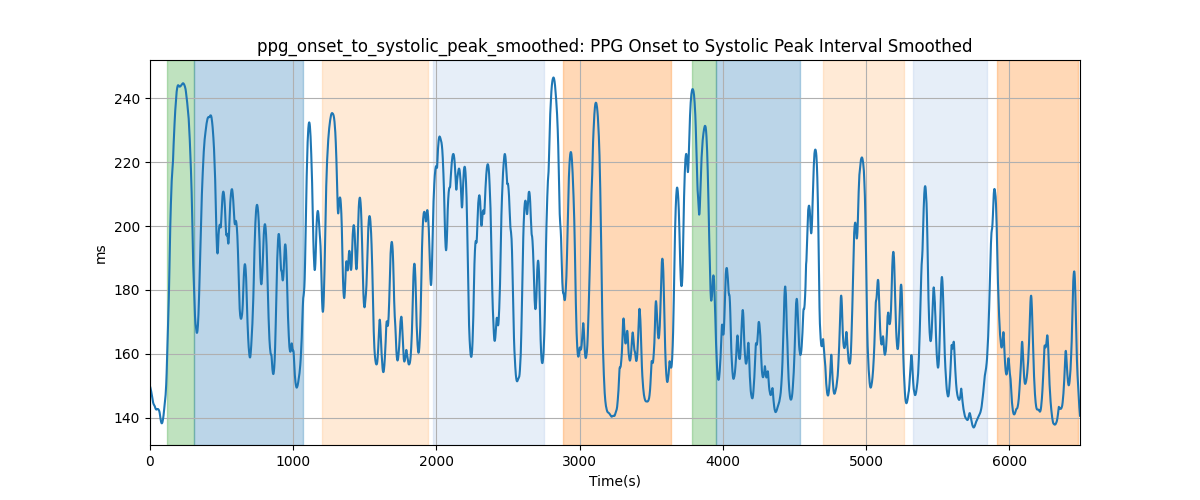 ppg_onset_to_systolic_peak_smoothed: PPG Onset to Systolic Peak Interval Smoothed
240
220
200
180
160
140
ms
0 1000 2000 3000 4000 5000 6000
Time(s)